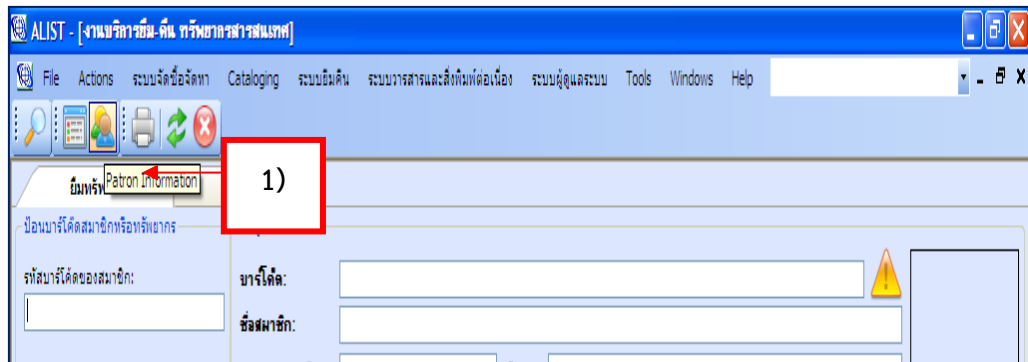 ALIST - [งานบริการยืม-คืน ทรัพยากรสารสนเทศ]
File Actions ระบบจัดซื้อจัดหา Cataloging ระบบยืมคืน ระบบวารสารและสิ่งพิมพ์ต่อเนื่อง ระบบผู้ดูแลระบบ Tools Windows Help
Patron Information
1)
ยืมทรัพ
ป้อนบาร์โค้ดสมาชิกหรือทรัพยากร
รหัสบาร์โค้ดของสมาชิก:
บาร์โค้ด:
ชื่อสมาชิก: